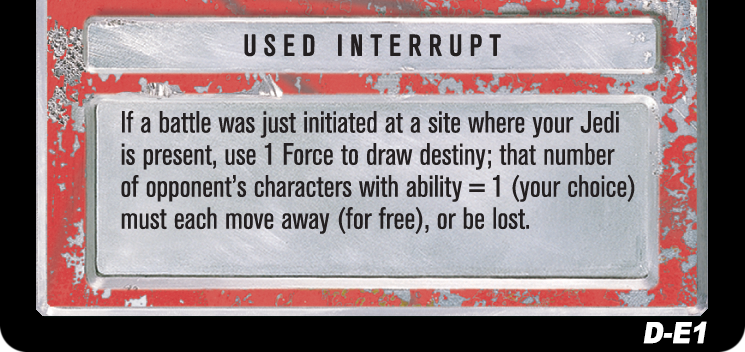 USED INTERRUPT
If a battle was just initiated at a site where your Jedi
is present, use 1 Force to draw destiny; that number
of opponent's characters with ability = 1 (your choice)
must each move away (for free), or be lost.
D-E1